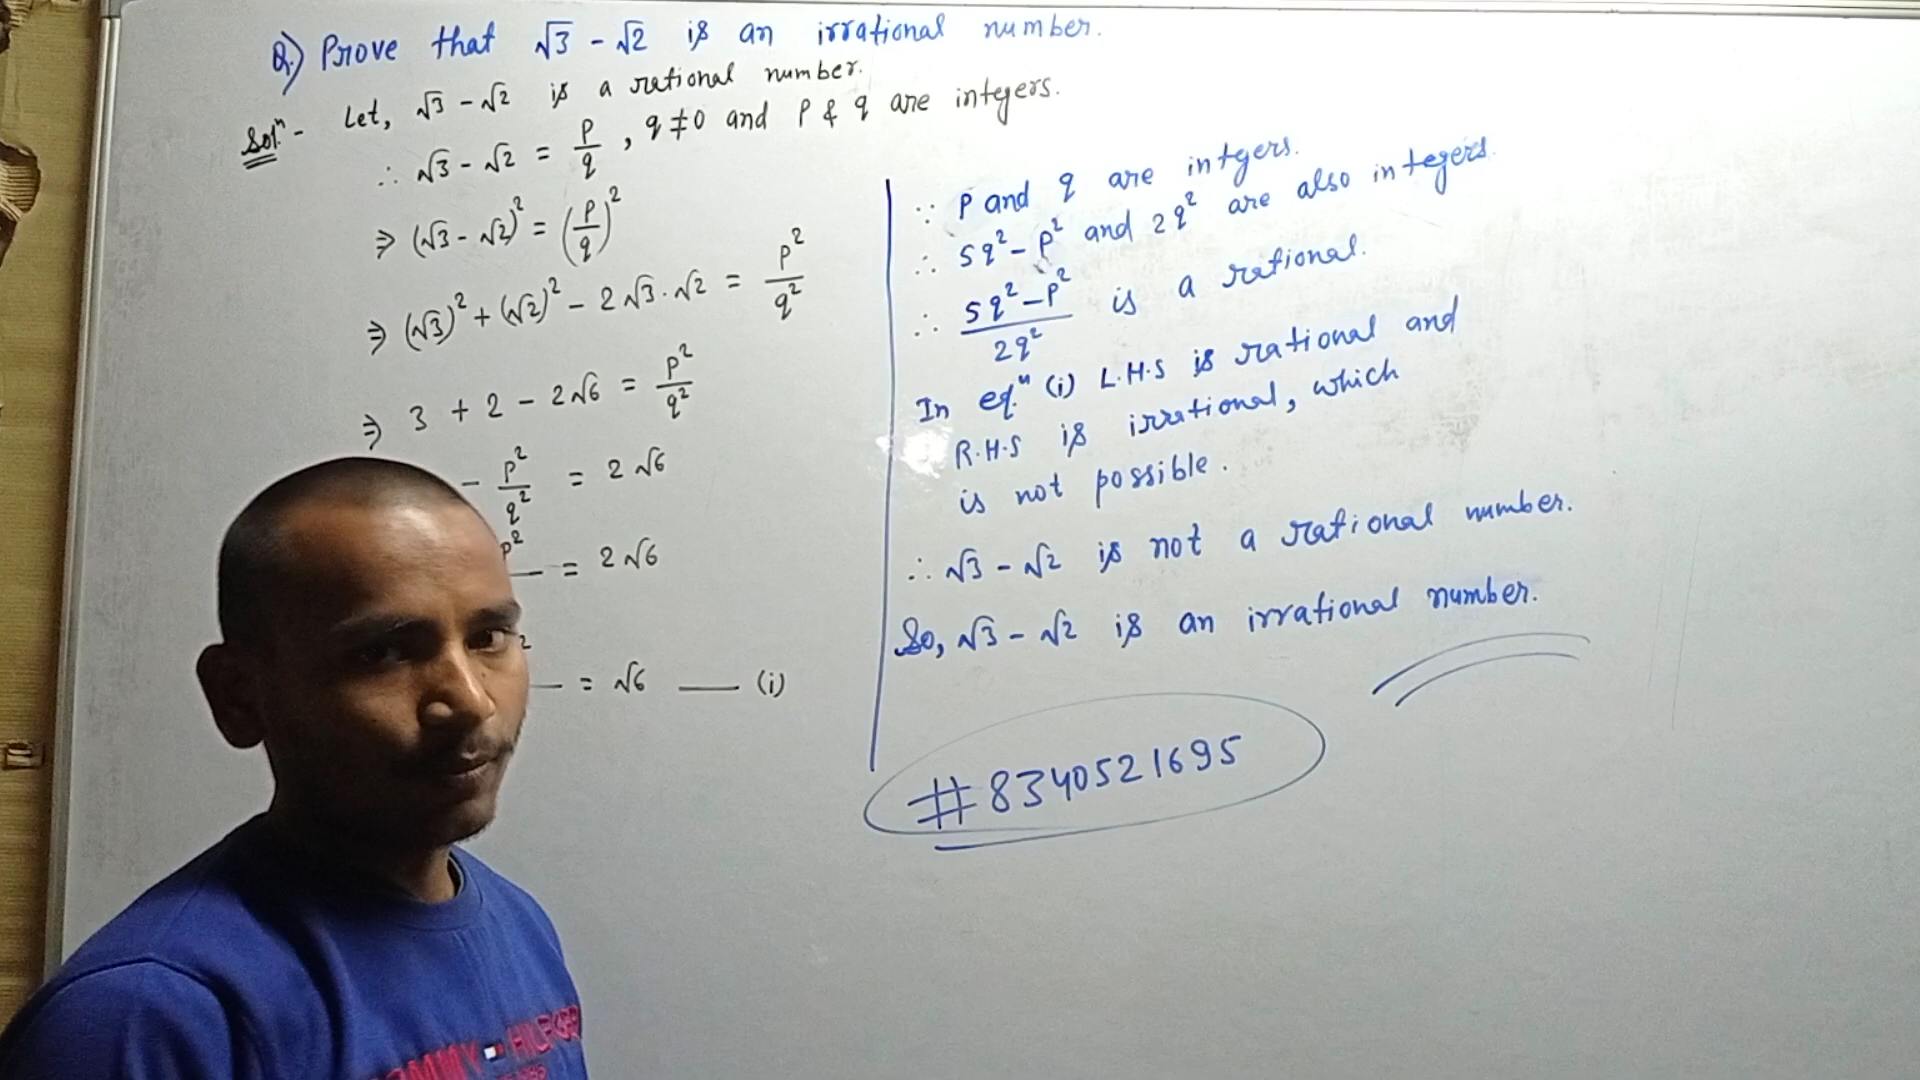 Q.) Prove that √3 - √2 is an irrational number.
Solⁿ - Let, √3 - √2 is a rational number.
∴ √3 - √2 = p/q , q ≠ 0 and p & q are integers.
⇒ (√3 - √2)² = (p/q)²
⇒ (√3)² + (√2)² - 2√3.√2 = p²/q²
⇒ 3 + 2 - 2√6 = p²/q²
- p²/q² = 2√6
p² = 2√6
² = √6 —— (i)
∵ p and q are intgers.
∴ 5q² - p² and 2q² are also integers.
∴ 5q² - p²/2q² is a rational.
In eqⁿ (i) L.H.S is rational and
R.H.S is irrational, which
is not possible.
∴ √3 - √2 is not a rational number.
So, √3 - √2 is an irrational number.
#8340521695